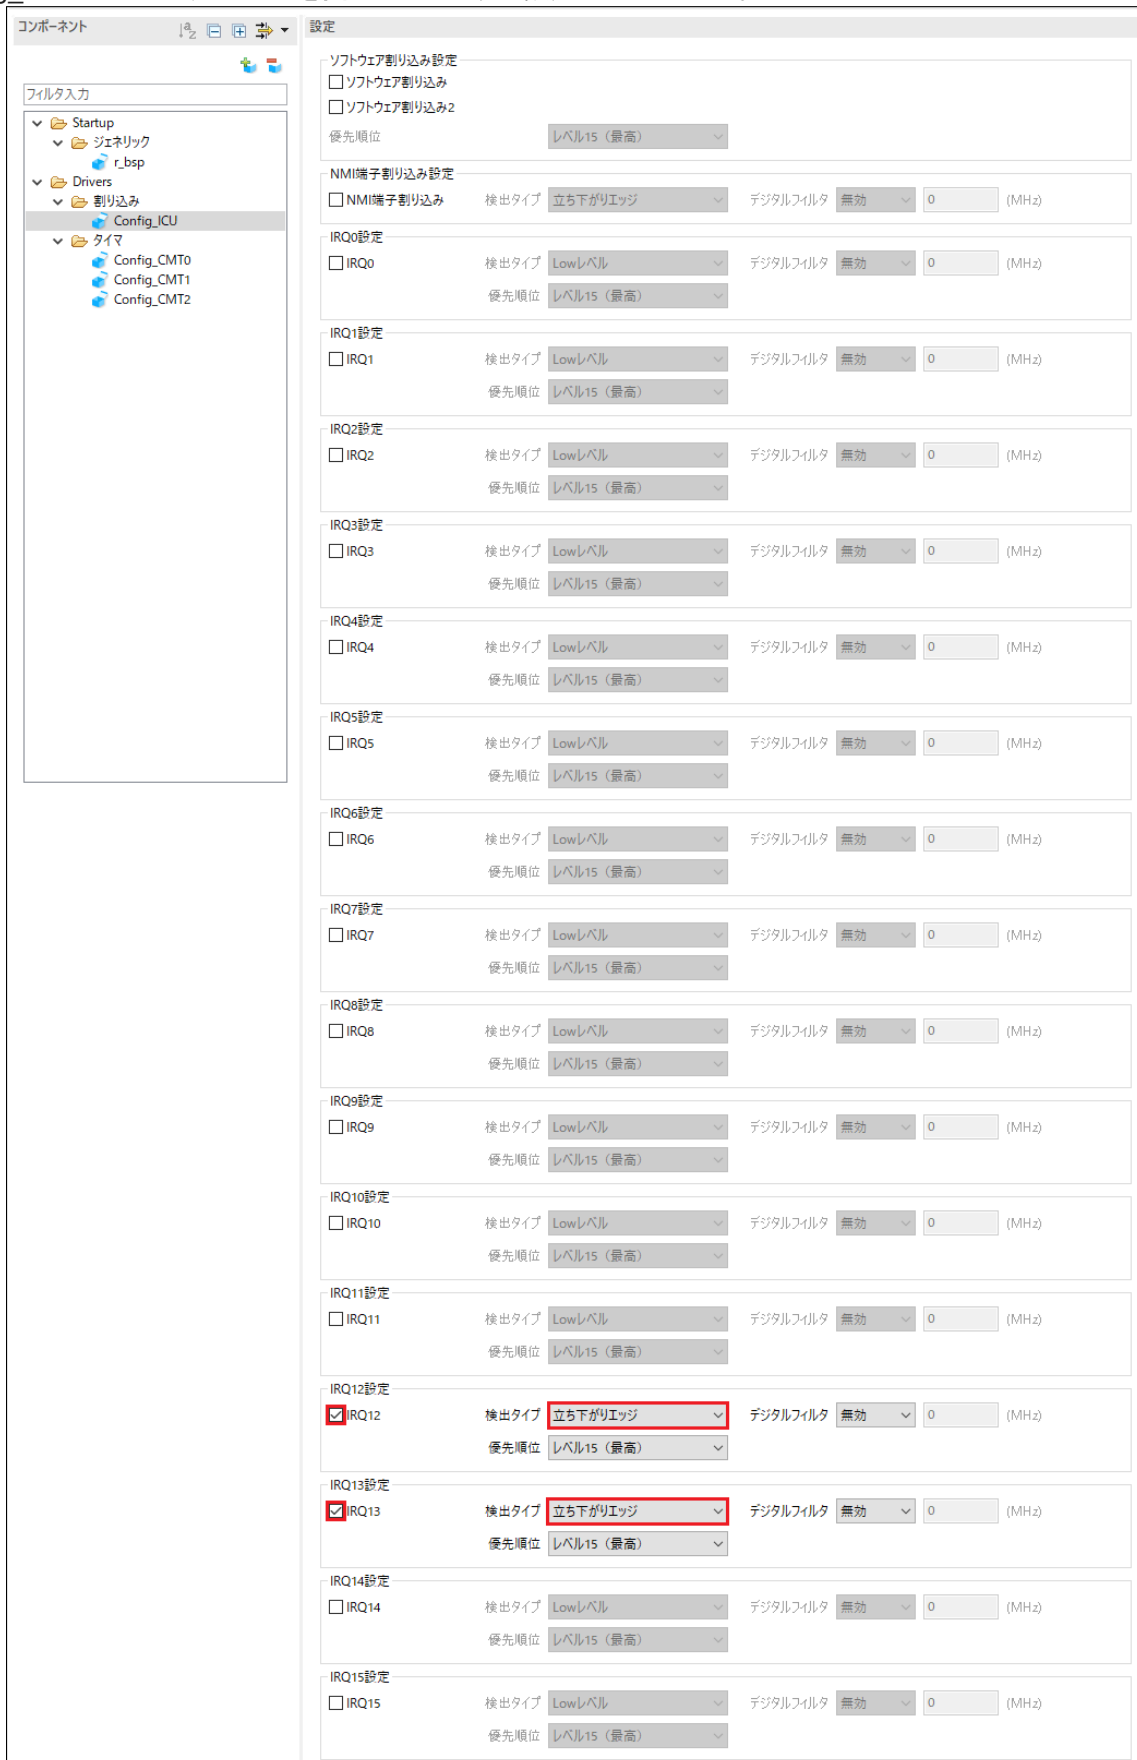 コンポーネント
フィルタ入力
Startup
ジェネリック
r_bsp
Drivers
割り込み
Config_ICU
タイマ
Config_CMT0
Config_CMT1
Config_CMT2
設定
ソフトウェア割り込み設定
ソフトウェア割り込み
ソフトウェア割り込み2
優先順位 レベル15（最高）
NMI端子割り込み設定
NMI端子割り込み 検出タイプ 立ち下がりエッジ デジタルフィルタ 無効 0 (MHz)
IRQ0設定
IRQ0 検出タイプ Lowレベル デジタルフィルタ 無効 0 (MHz)
優先順位 レベル15（最高）
IRQ1設定
IRQ1 検出タイプ Lowレベル デジタルフィルタ 無効 0 (MHz)
優先順位 レベル15（最高）
IRQ2設定
IRQ2 検出タイプ Lowレベル デジタルフィルタ 無効 0 (MHz)
優先順位 レベル15（最高）
IRQ3設定
IRQ3 検出タイプ Lowレベル デジタルフィルタ 無効 0 (MHz)
優先順位 レベル15（最高）
IRQ4設定
IRQ4 検出タイプ Lowレベル デジタルフィルタ 無効 0 (MHz)
優先順位 レベル15（最高）
IRQ5設定
IRQ5 検出タイプ Lowレベル デジタルフィルタ 無効 0 (MHz)
優先順位 レベル15（最高）
IRQ6設定
IRQ6 検出タイプ Lowレベル デジタルフィルタ 無効 0 (MHz)
優先順位 レベル15（最高）
IRQ7設定
IRQ7 検出タイプ Lowレベル デジタルフィルタ 無効 0 (MHz)
優先順位 レベル15（最高）
IRQ8設定
IRQ8 検出タイプ Lowレベル デジタルフィルタ 無効 0 (MHz)
優先順位 レベル15（最高）
IRQ9設定
IRQ9 検出タイプ Lowレベル デジタルフィルタ 無効 0 (MHz)
優先順位 レベル15（最高）
IRQ10設定
IRQ10 検出タイプ Lowレベル デジタルフィルタ 無効 0 (MHz)
優先順位 レベル15（最高）
IRQ11設定
IRQ11 検出タイプ Lowレベル デジタルフィルタ 無効 0 (MHz)
優先順位 レベル15（最高）
IRQ12設定
IRQ12 検出タイプ 立ち下がりエッジ デジタルフィルタ 無効 0 (MHz)
優先順位 レベル15（最高）
IRQ13設定
IRQ13 検出タイプ 立ち下がりエッジ デジタルフィルタ 無効 0 (MHz)
優先順位 レベル15（最高）
IRQ14設定
IRQ14 検出タイプ Lowレベル デジタルフィルタ 無効 0 (MHz)
優先順位 レベル15（最高）
IRQ15設定
IRQ15 検出タイプ Lowレベル デジタルフィルタ 無効 0 (MHz)
優先順位 レベル15（最高）